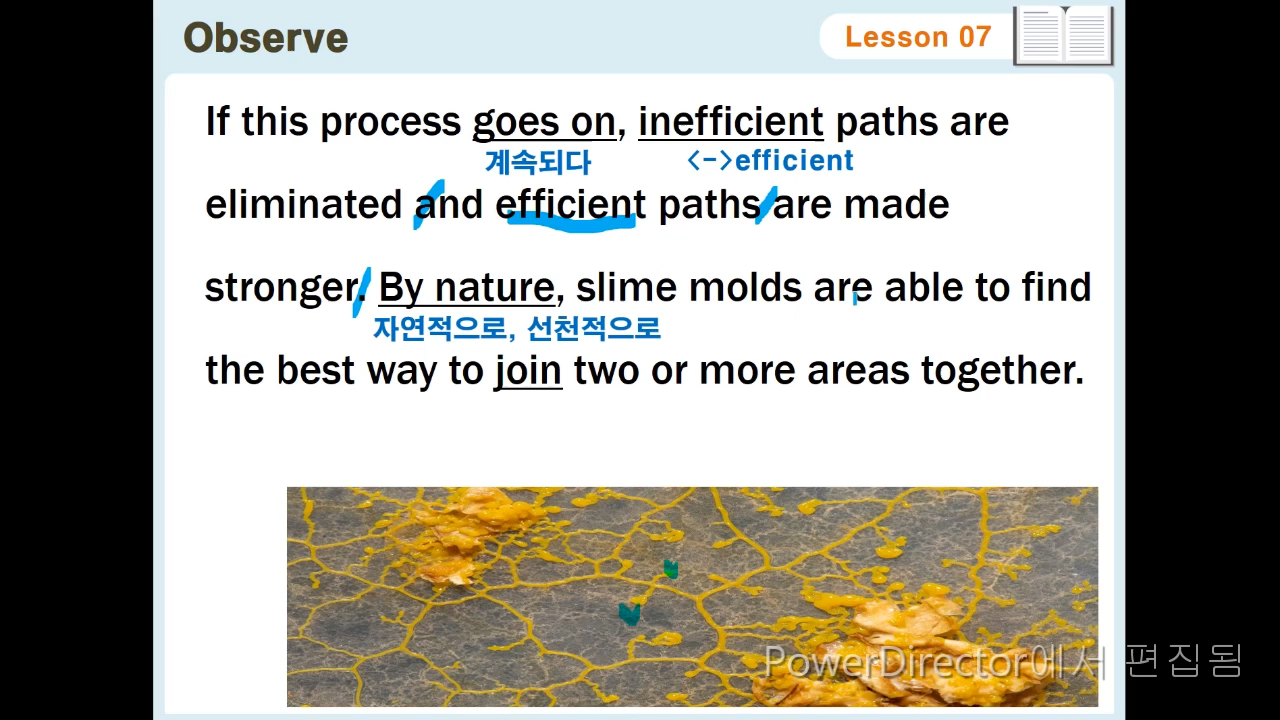 Observe
Lesson 07
If this process goes on, inefficient paths are
계속되다 <->efficient
eliminated and efficient paths are made
stronger. By nature, slime molds are able to find
자연적으로, 선천적으로
the best way to join two or more areas together.
PowerDirector에서 편집됨